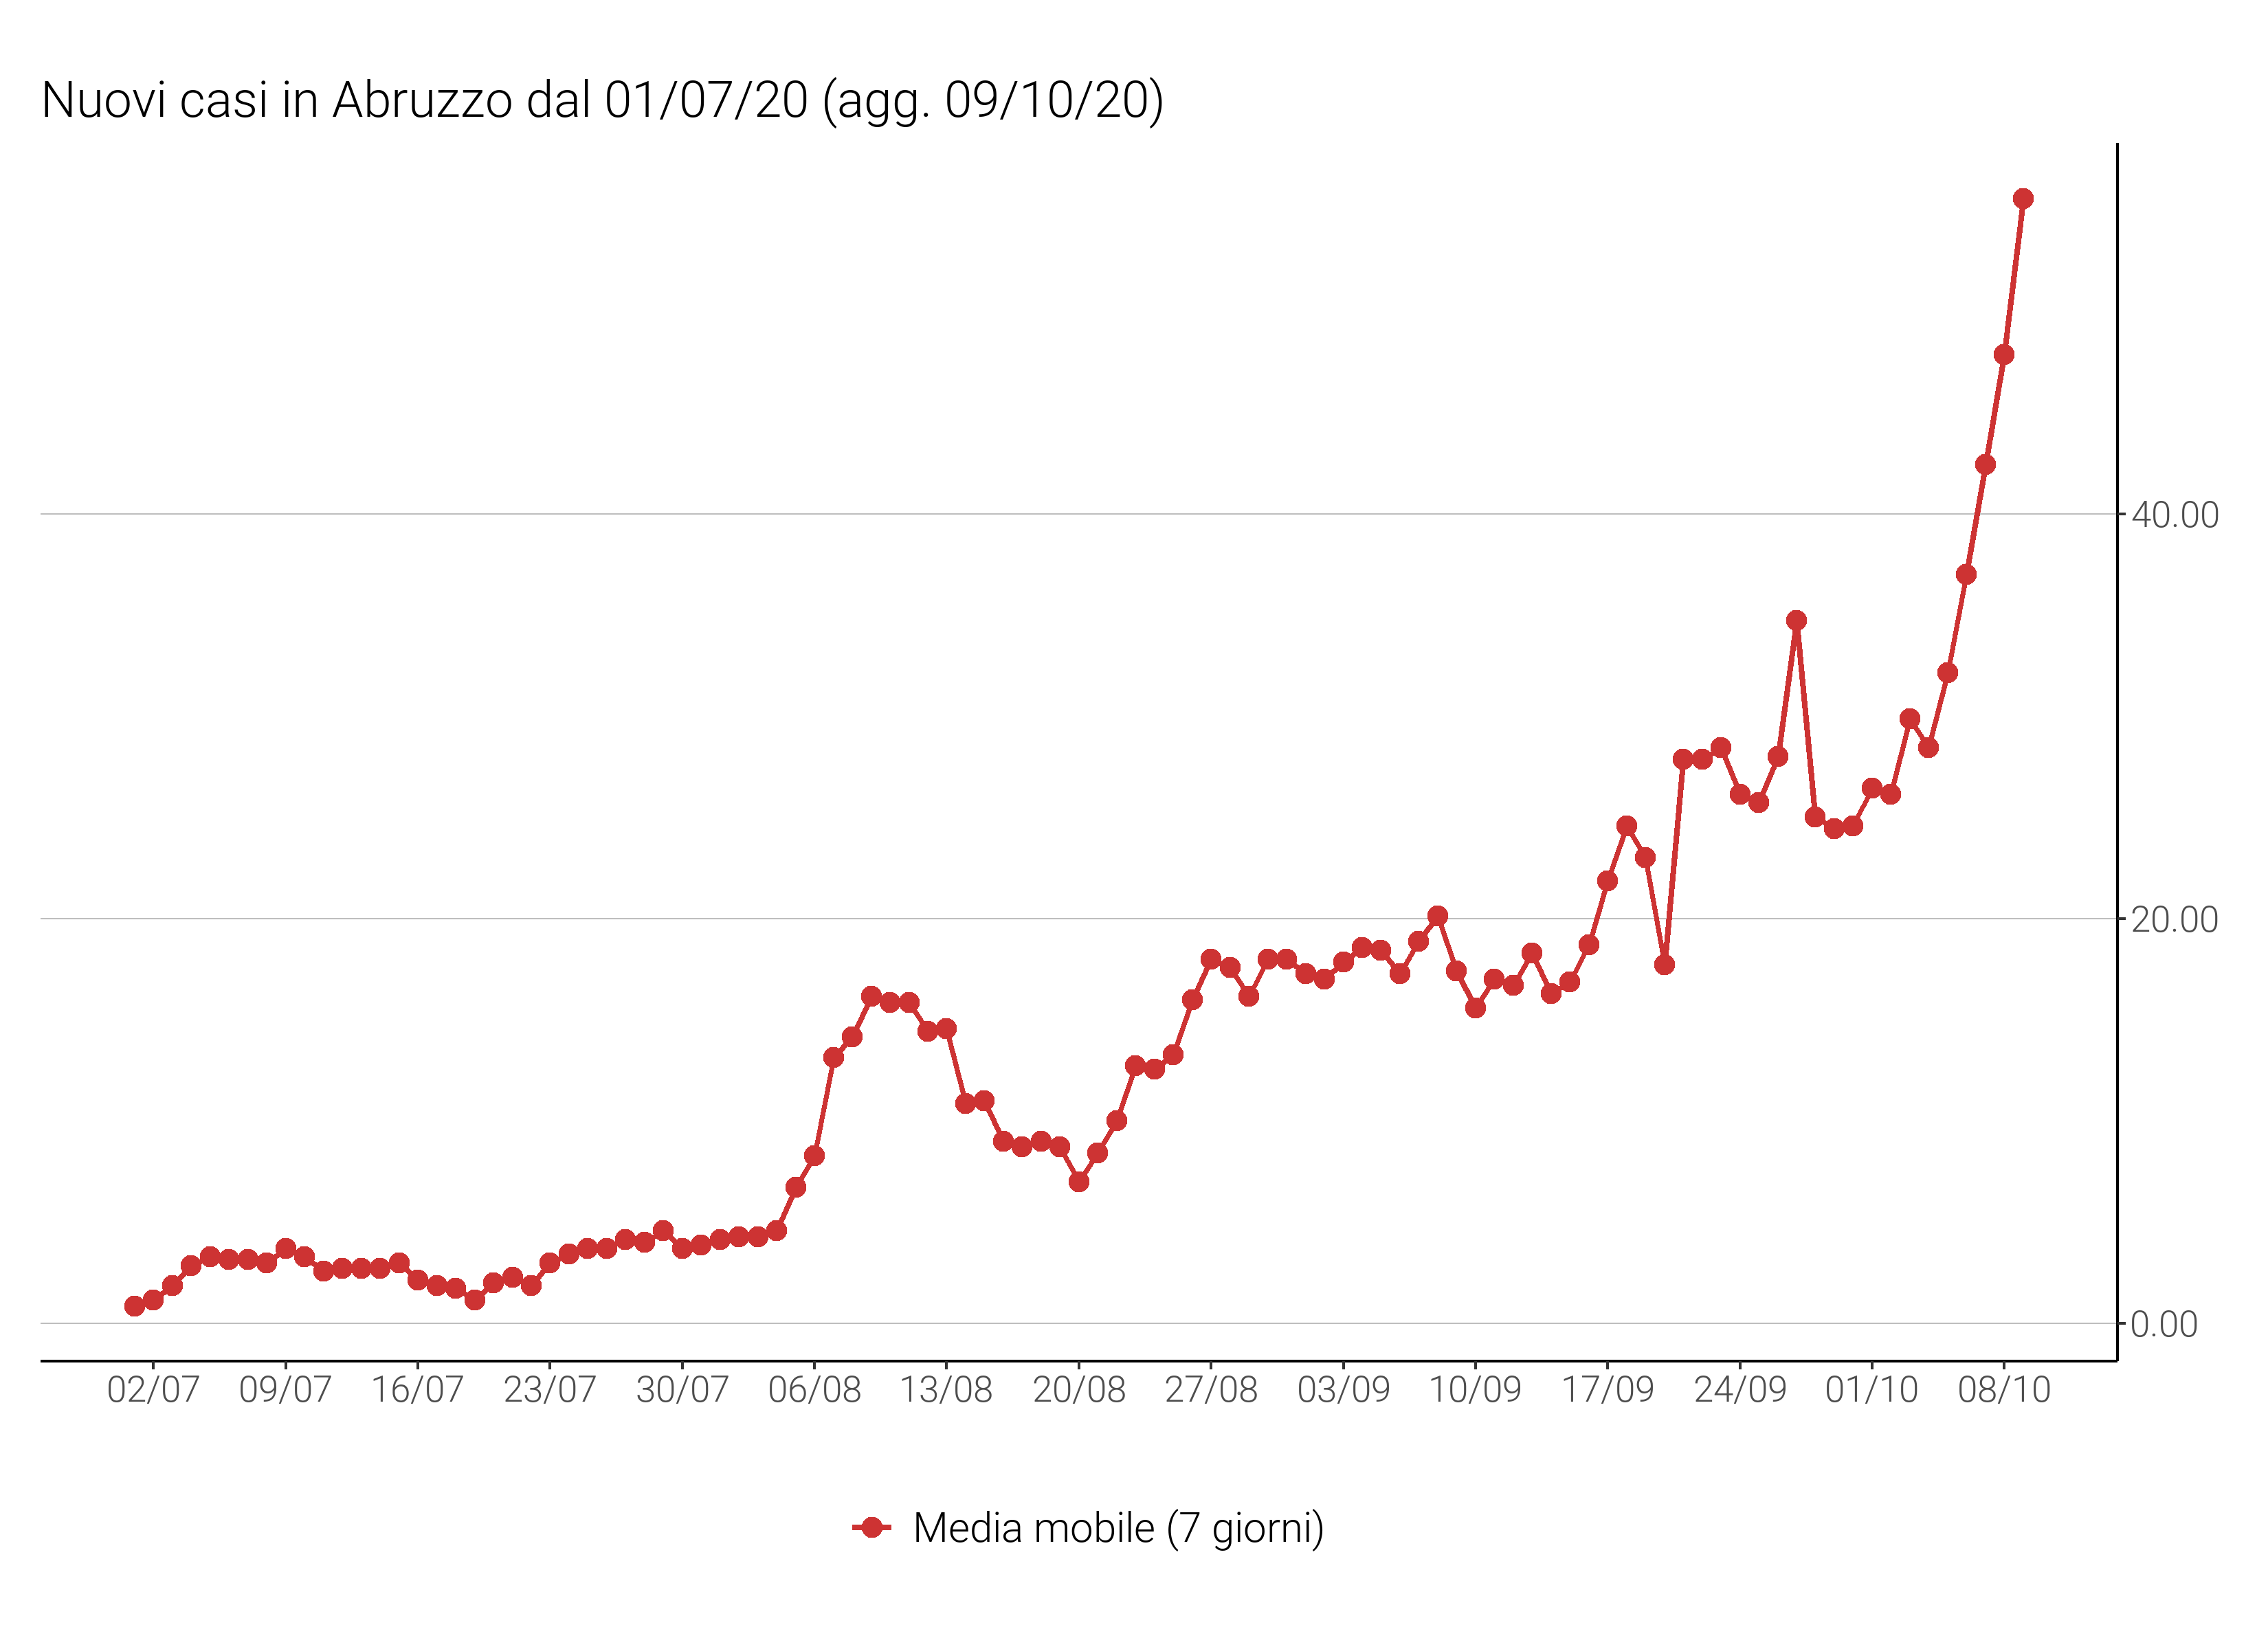 Nuovi casi in Abruzzo dal 01/07/20 (agg. 09/10/20)
40.00
20.00
0.00
02/07 09/07 16/07 23/07 30/07 06/08 13/08 20/08 27/08 03/09 10/09 17/09 24/09 01/10 08/10
Media mobile (7 giorni)